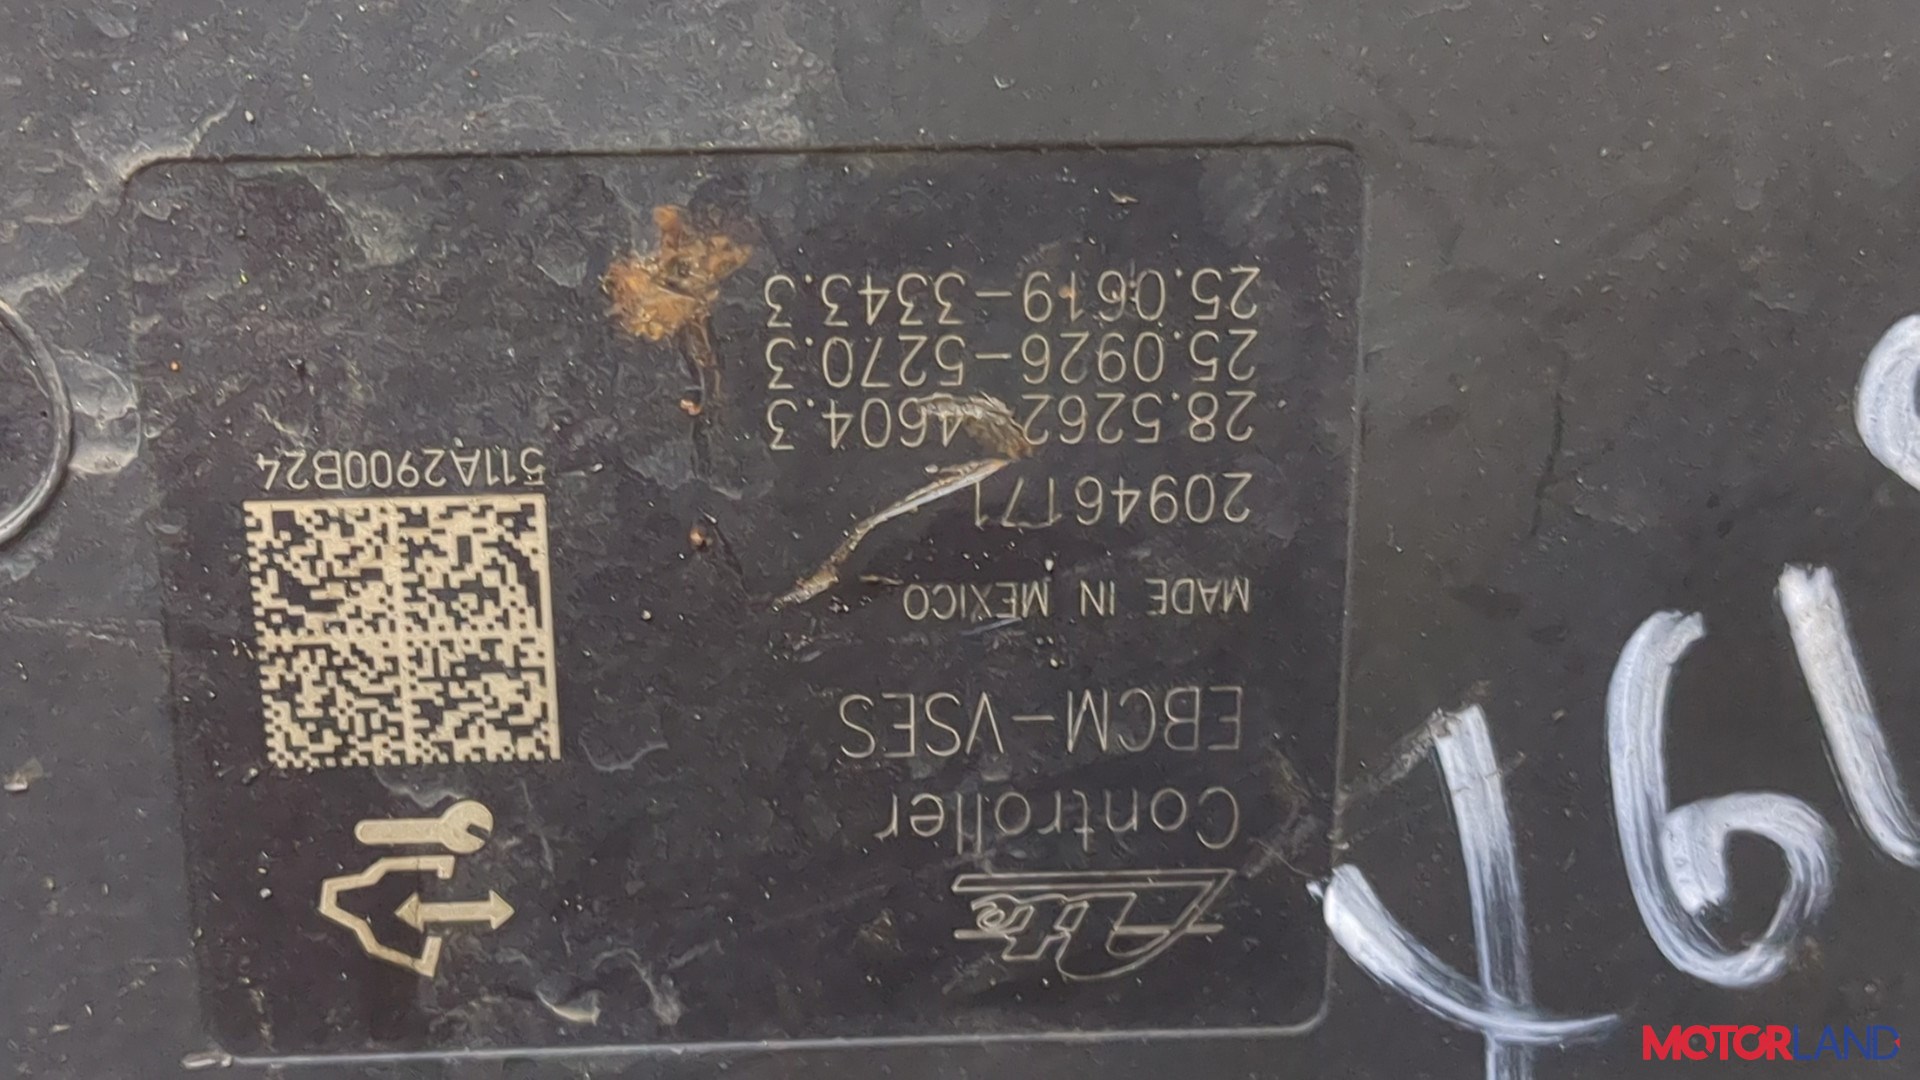 Ate
Controller
EBCM-VSES
MADE IN MEXICO
20946171
28.5262-4604.3
25.0926-5270.3
25.0619-3343.3
511A2900B24
MOTORLAND